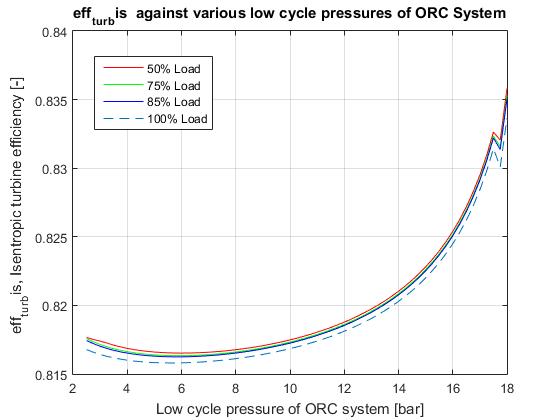 eff_turb is  against various low cycle pressures of ORC System
0.84
0.835
0.83
0.825
0.82
0.815
eff_turb is, Isentropic turbine efficiency [-]
50% Load
75% Load
85% Load
100% Load
2 4 6 8 10 12 14 16 18
Low cycle pressure of ORC system [bar]